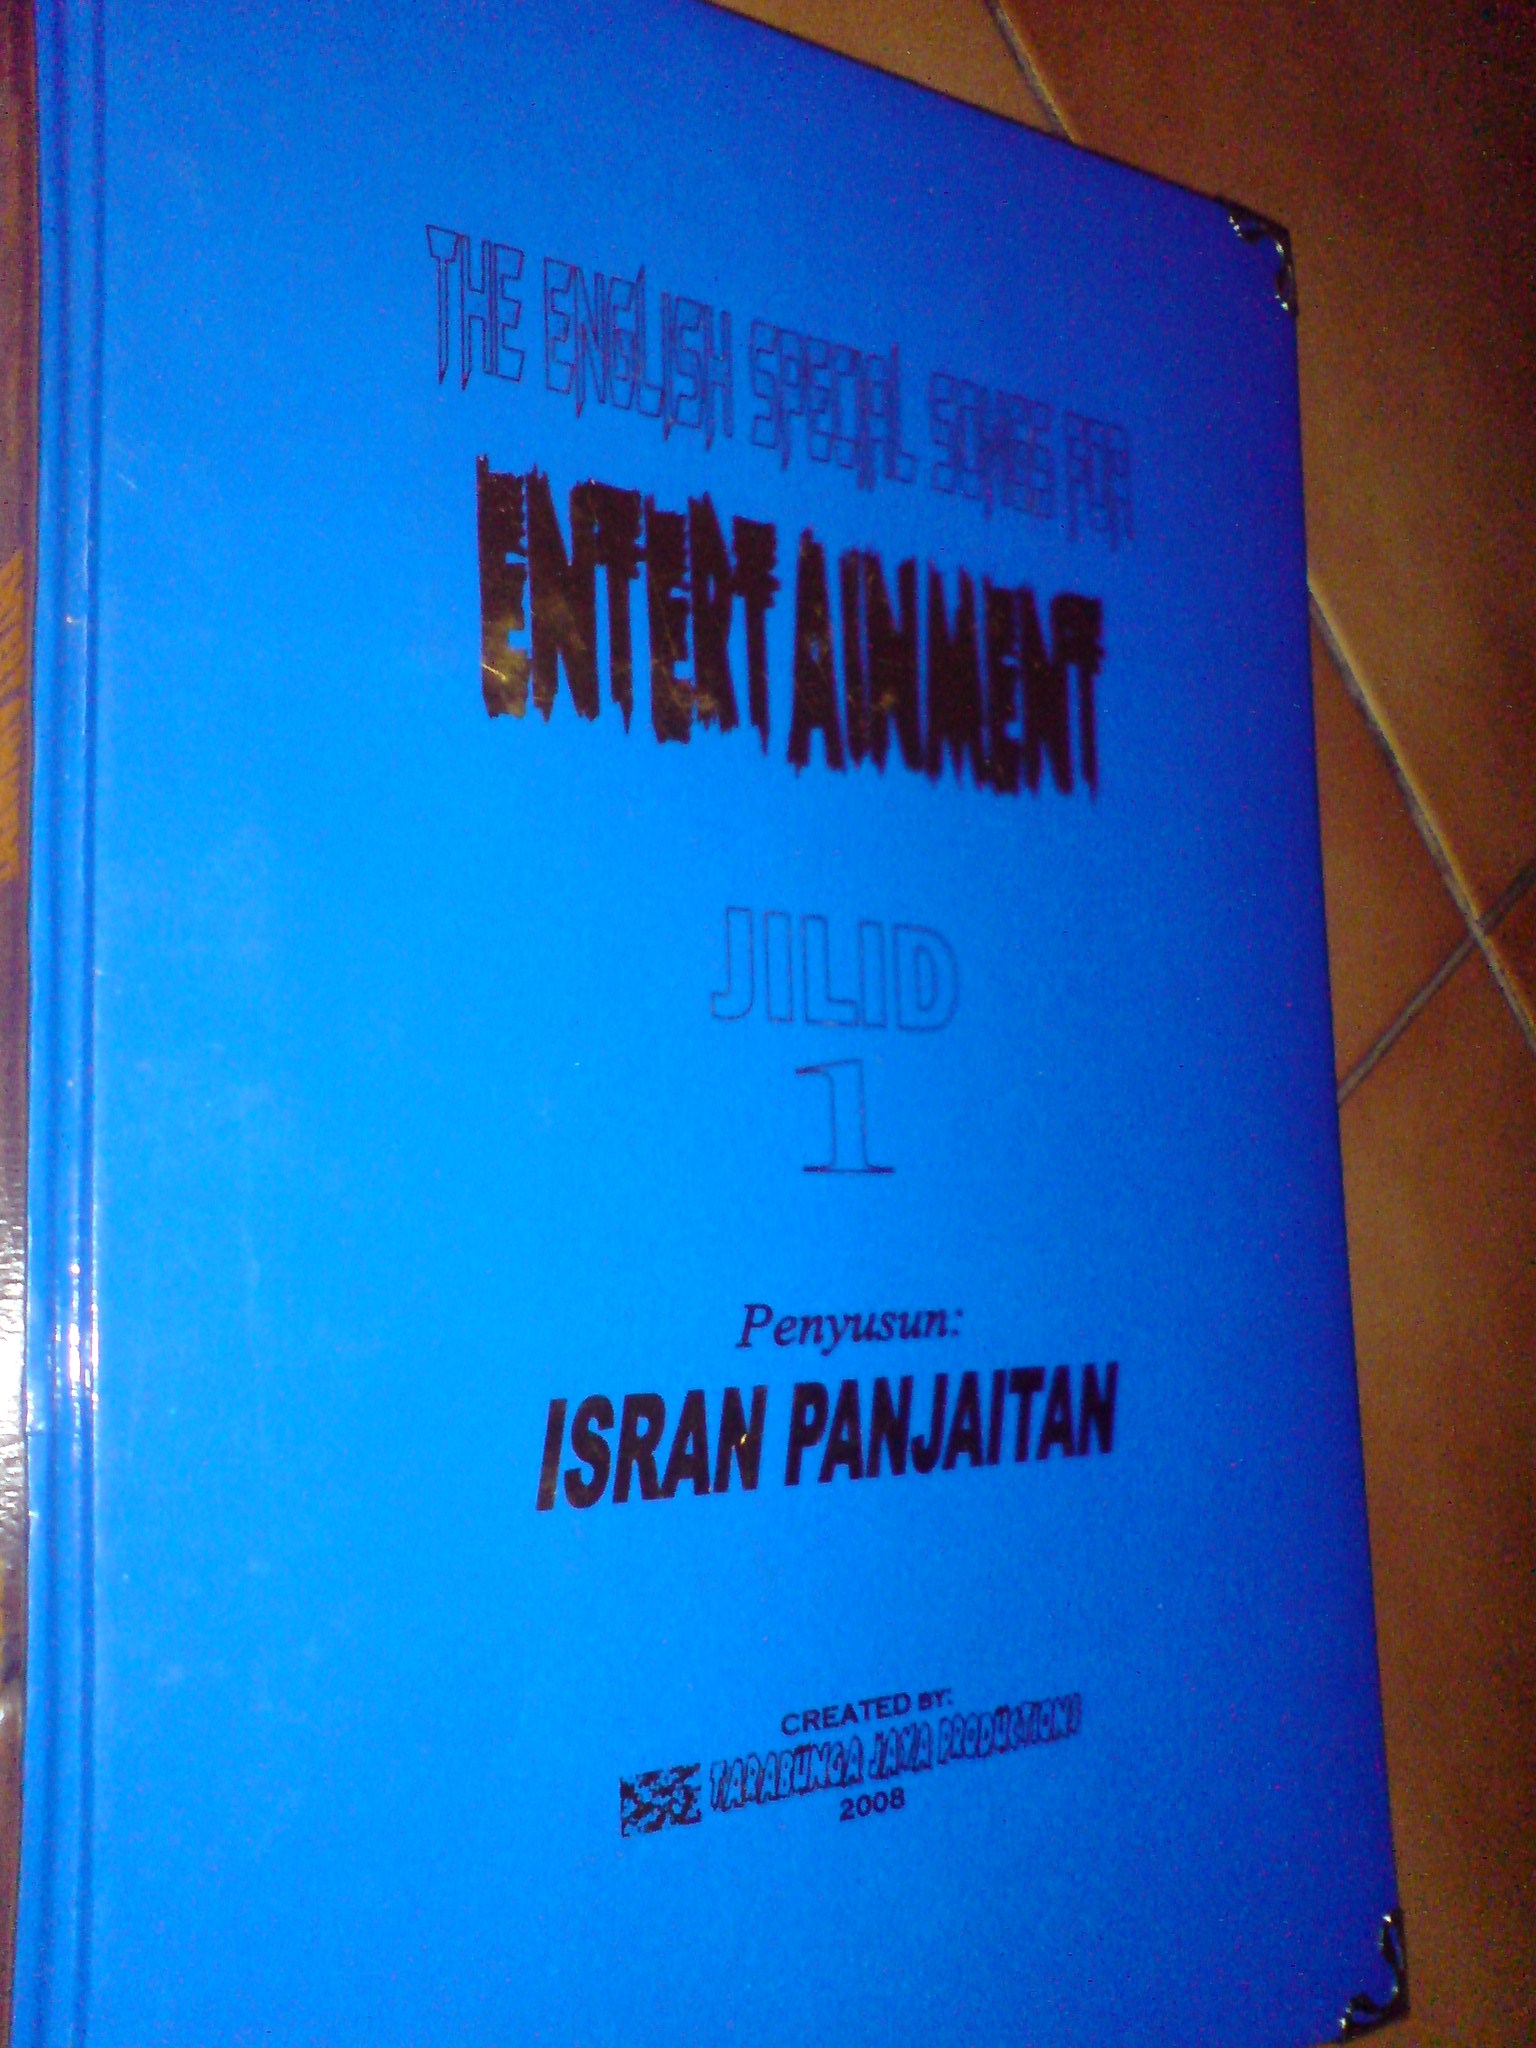 THE ENGLISH SPECIAL SONGS FOR
ENTERTAINMENT
JILID
1
Penyusun:
ISRAN PANJAITAN
CREATED BY:
TARABUNGA JAYA PRODUCTIONS
2008